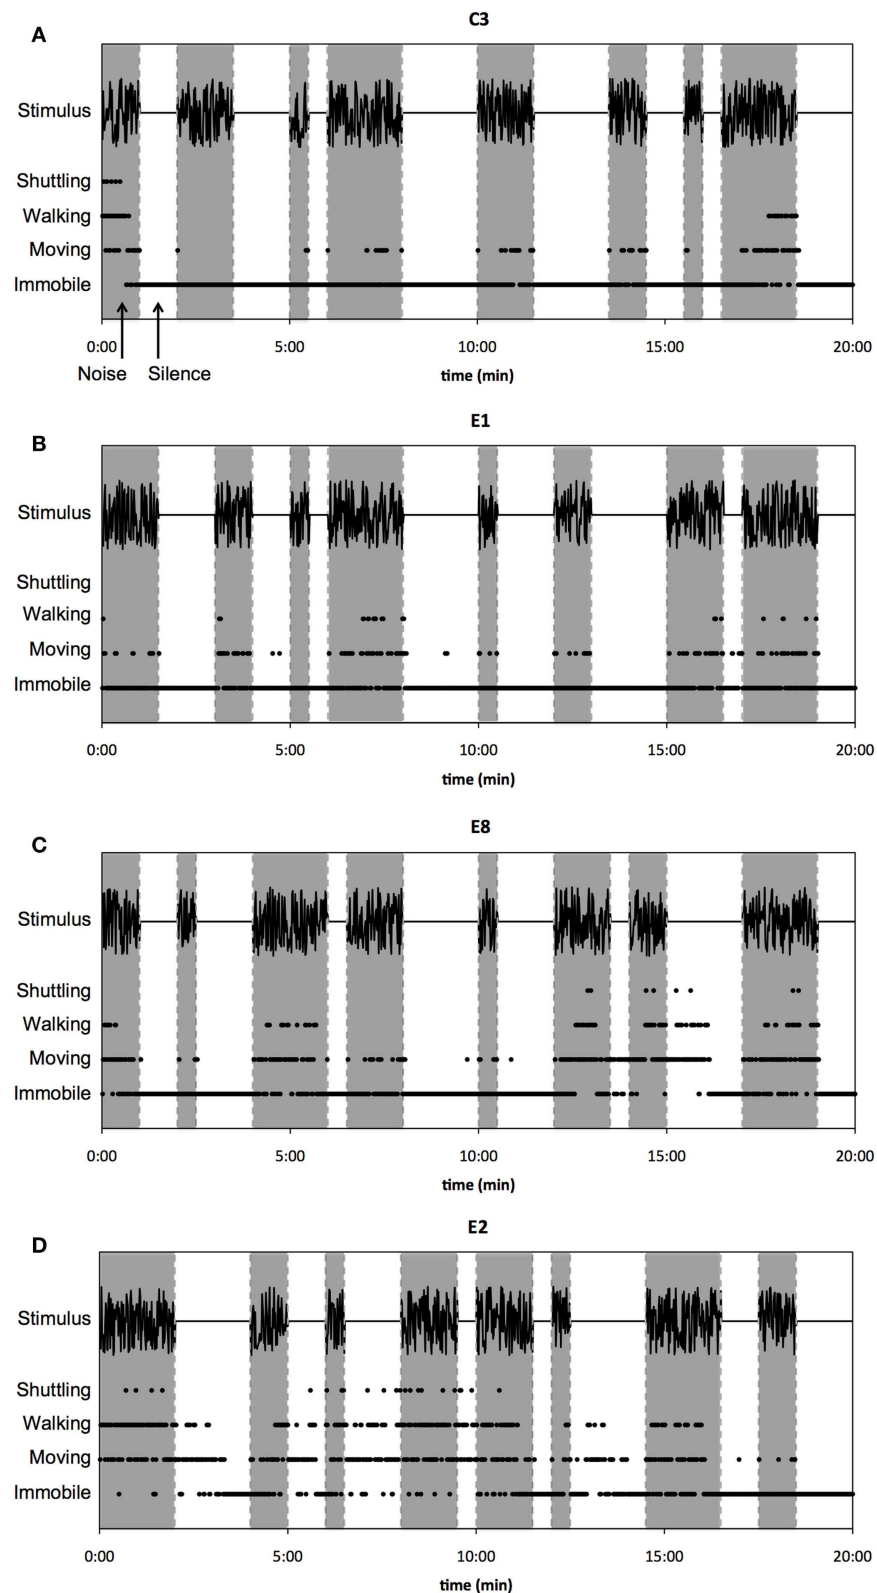 A
C3
Stimulus
Shuttling
Walking
Moving
Immobile
0:00 5:00 10:00 15:00 20:00
Noise Silence
time (min)
B
E1
Stimulus
Shuttling
Walking
Moving
Immobile
0:00 5:00 10:00 15:00 20:00
time (min)
C
E8
Stimulus
Shuttling
Walking
Moving
Immobile
0:00 5:00 10:00 15:00 20:00
time (min)
D
E2
Stimulus
Shuttling
Walking
Moving
Immobile
0:00 5:00 10:00 15:00 20:00
time (min)